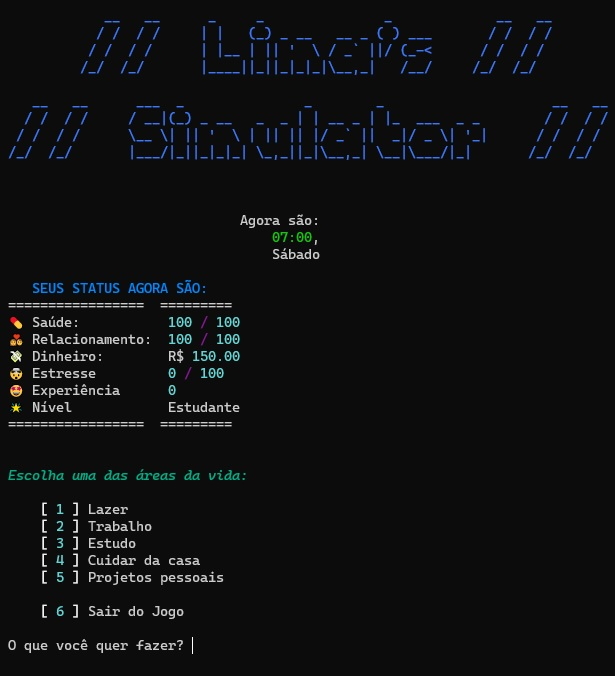 // Lina's //
// Simulator //
Agora são:
07:00,
Sábado
SEUS STATUS AGORA SÃO:
================= =========
Saúde: 100 / 100
Relacionamento: 100 / 100
Dinheiro: R$ 150.00
Estresse 0 / 100
Experiência 0
Nível Estudante
================= =========
Escolha uma das áreas da vida:
[ 1 ] Lazer
[ 2 ] Trabalho
[ 3 ] Estudo
[ 4 ] Cuidar da casa
[ 5 ] Projetos pessoais
[ 6 ] Sair do Jogo
O que você quer fazer?